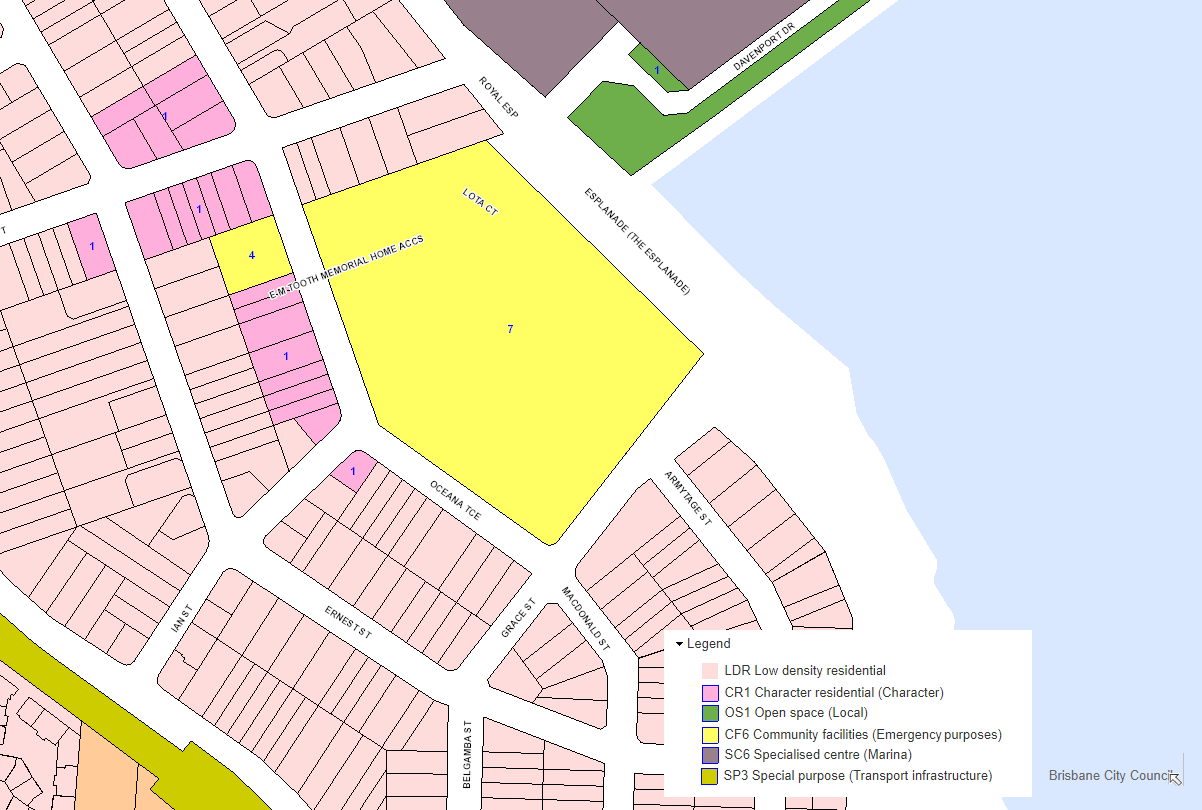 DAVENPORT DR
1
ROYAL ESP
1
LOTA CT
ESPLANADE (THE ESPLANADE)
1
T
1
4
E-M-TOOTH MEMORIAL HOME ACCS
7
1
1
OCEANA TCE
ARMYTAGE ST
IAN ST
ERNEST ST
GRACE ST
MACDONALD ST
BELGAMBA ST
Legend
LDR Low density residential
CR1 Character residential (Character)
OS1 Open space (Local)
CF6 Community facilities (Emergency purposes)
SC6 Specialised centre (Marina)
SP3 Special purpose (Transport infrastructure)
Brisbane City Council